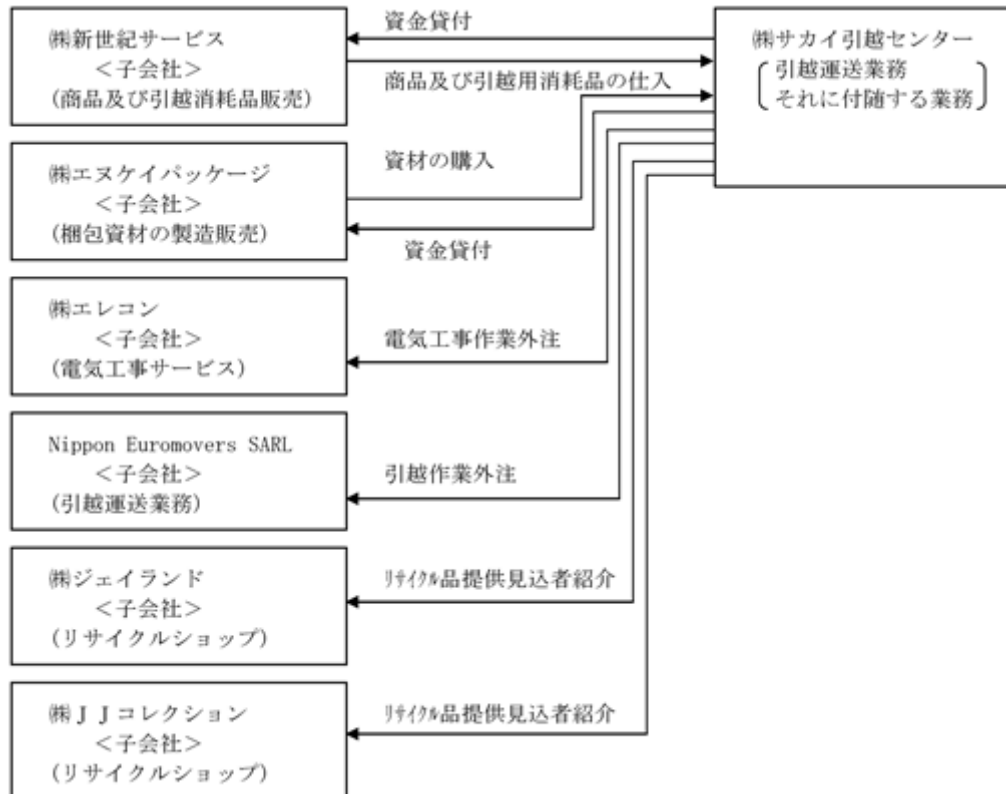 ㈱新世紀サービス
＜子会社＞
(商品及び引越消耗品販売)
資金貸付
商品及び引越用消耗品の仕入
㈱サカイ引越センター
引越運送業務
それに付随する業務
㈱エヌケイパッケージ
＜子会社＞
(梱包資材の製造販売)
資材の購入
資金貸付
㈱エレコン
＜子会社＞
(電気工事サービス)
電気工事作業外注
Nippon Euromovers SARL
＜子会社＞
(引越運送業務)
引越作業外注
㈱ジェイランド
＜子会社＞
(リサイクルショップ)
ﾘｻｲｸﾙ品提供見込者紹介
㈱ＪＪコレクション
＜子会社＞
(リサイクルショップ)
ﾘｻｲｸﾙ品提供見込者紹介